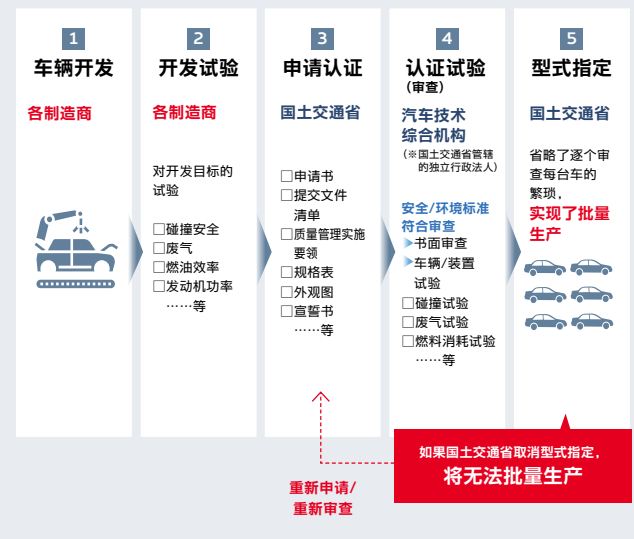 1
车辆开发
各制造商
2
开发试验
各制造商
对开发目标的
试验
□碰撞安全
□废气
□燃油效率
□发动机功率
……等
3
申请认证
国土交通省
□申请书
□提交文件
清单
□质量管理实施
要领
□规格表
□外观图
□宣誓书
……等
4
认证试验
(审查)
汽车技术
综合机构
(※国土交通省管辖
的独立行政法人)
安全/环境标准
符合审查
▶书面审查
▶车辆/装置
试验
□碰撞试验
□废气试验
□燃料消耗试验
……等
5
型式指定
国土交通省
省略了逐个审
查每台车的
繁琐，
实现了批量
生产
如果国土交通省取消型式指定，
将无法批量生产
重新申请/
重新审查